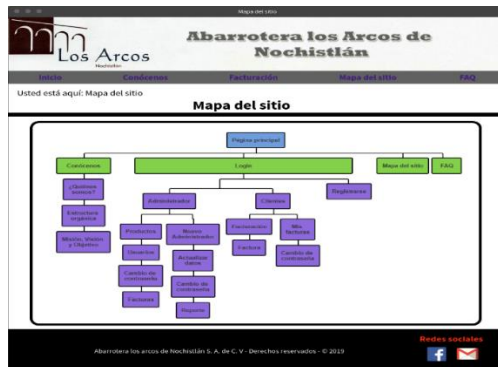 Mapa del sitio
Los Arcos
Nochistlán
Abarrotera los Arcos de
Nochistlán
Inicio
Conócenos
Facturación
Mapa del sitio
FAQ
Usted está aquí: Mapa del sitio
Mapa del sitio
Página principal
Conócenos
Login
Mapa del sitio
FAQ
¿Quiénes
somos?
Estructura
orgánica
Misión, Visión
y Objetivo
Administrador
Clientes
Registrarse
Productos
Director
Cambio de
contraseña
Facturas
Nuevo
Administrador
Actualizar
datos
Cambio de
contraseña
Reporte
Facturación
Factura
Mis
facturas
Cambio de
contraseña
Redes sociales
Abarrotera los arcos de Nochistlán S. A. de C. V - Derechos reservados - © 2019